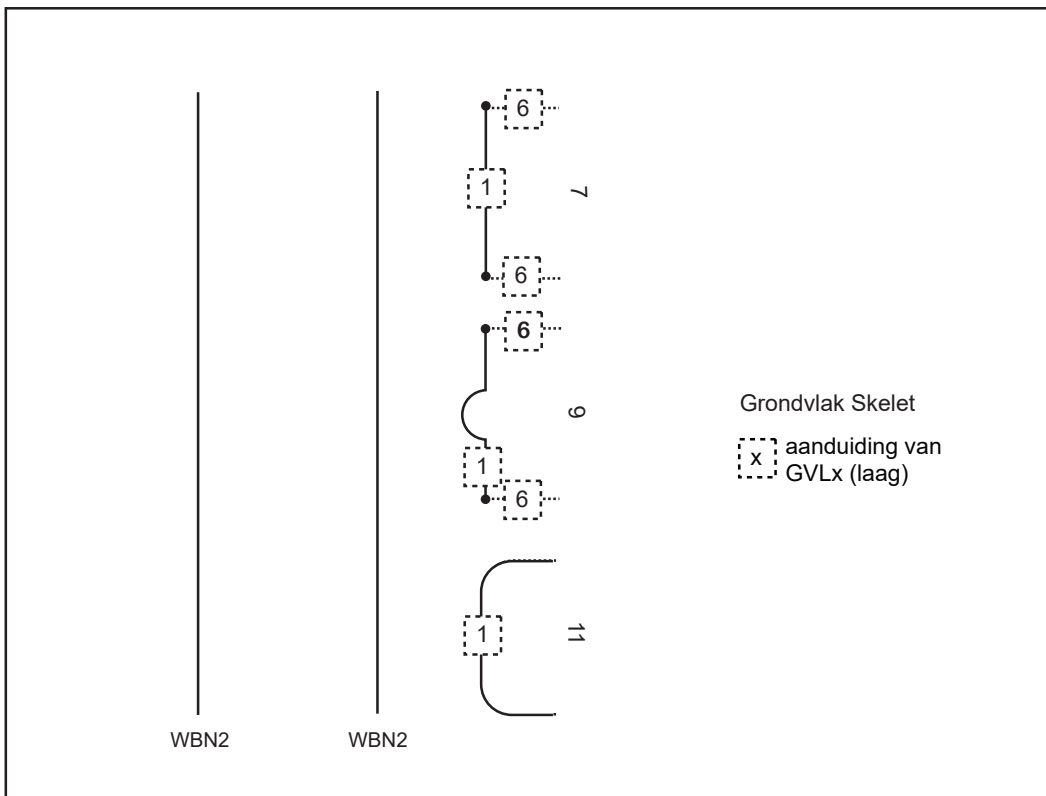 6
1
7
6
6
9
1
6
Grondvlak Skelet
x
aanduiding van
GVLx (laag)
1
11
WBN2
WBN2